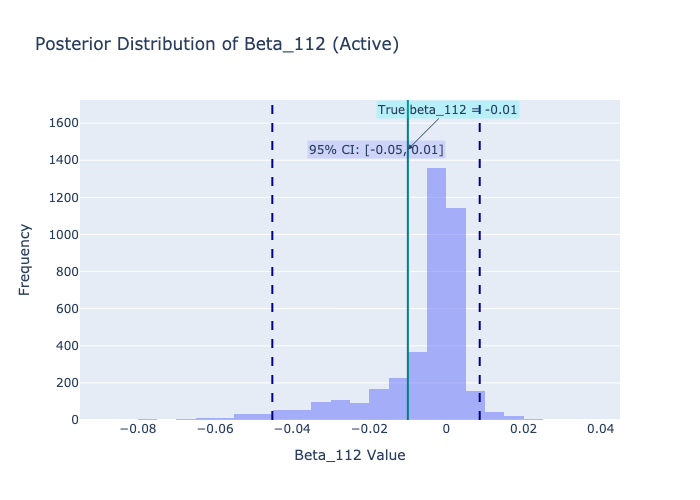 Posterior Distribution of Beta_112 (Active)
True beta_112 = -0.01
95% CI: [-0.05, 0.01]
1600
1400
1200
1000
800
600
400
200
0
Frequency
−0.08 −0.06 −0.04 −0.02 0 0.02 0.04
Beta_112 Value